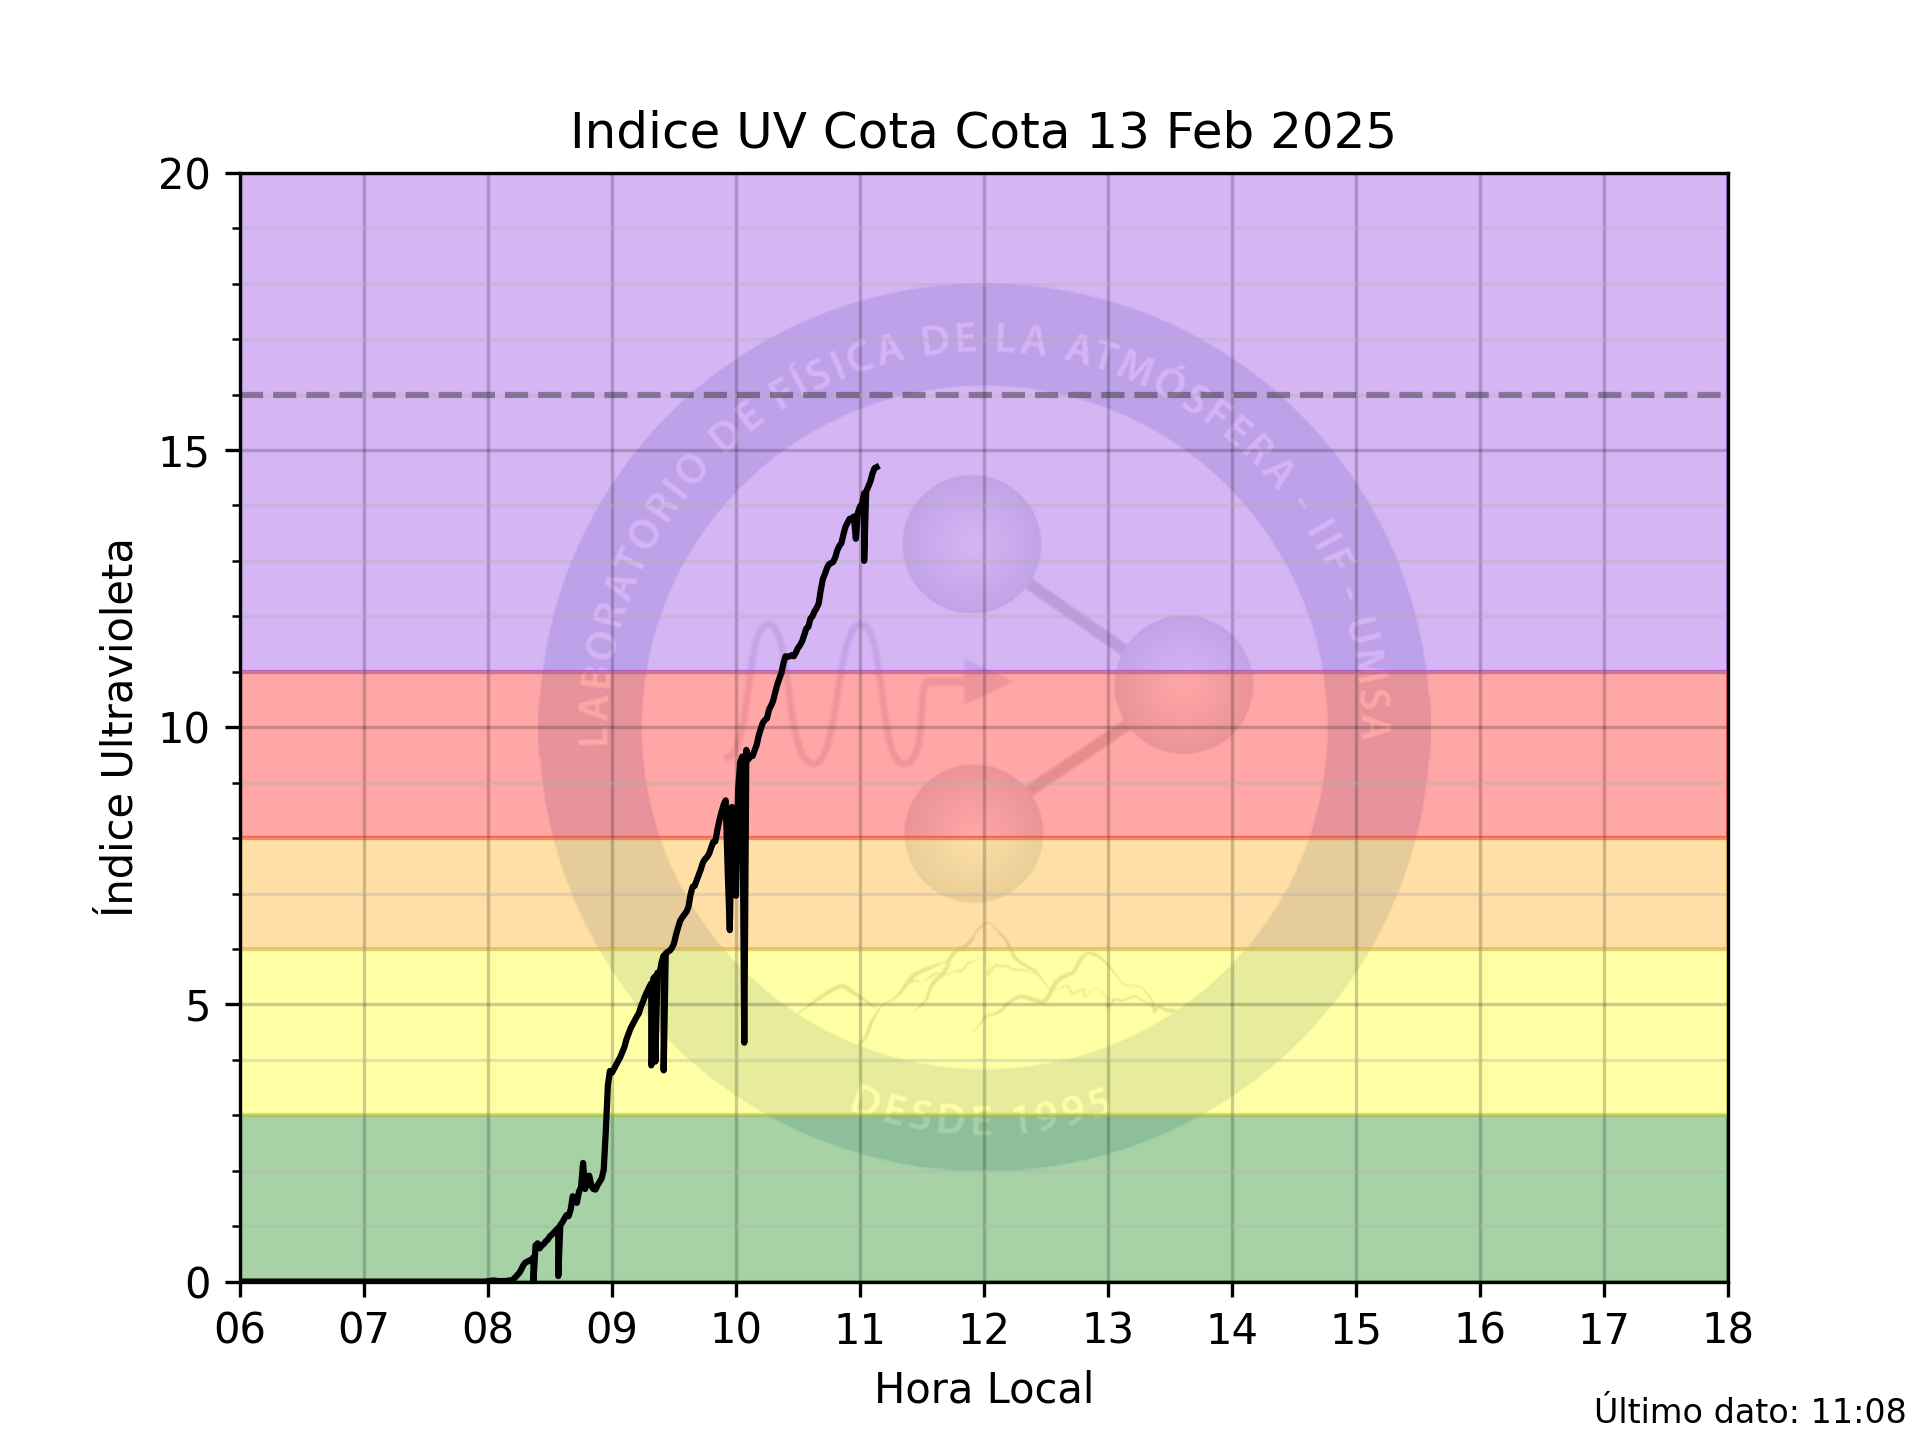 Indice UV Cota Cota 13 Feb 2025
20
15
10
5
0
Índice Ultravioleta
LABORATORIO DE FÍSICA DE LA ATMÓSFERA - IIF - UMSA
DESDE 1995
06 07 08 09 10 11 12 13 14 15 16 17 18
Hora Local
Último dato: 11:08